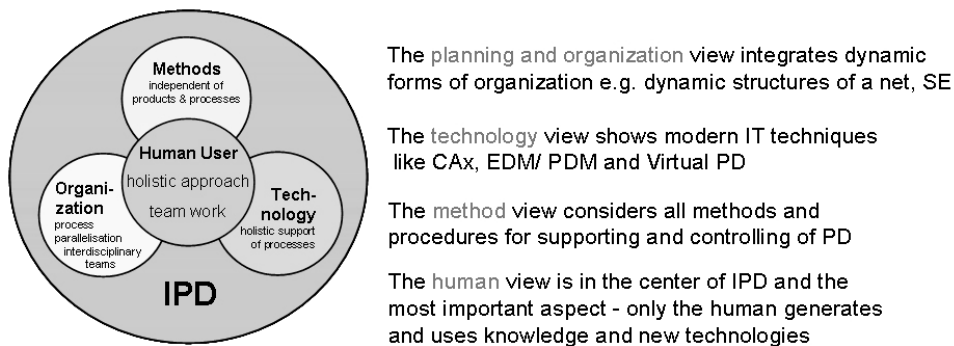 Methods
independent of
products & processes
Human User
holistic approach
team work
Organi-
zation
process
parallelisation
interdisciplinary
teams
Tech-
nology
holistic support
of processes
IPD
The planning and organization view integrates dynamic
forms of organization e.g. dynamic structures of a net, SE
The technology view shows modern IT techniques
like CAx, EDM/ PDM and Virtual PD
The method view considers all methods and
procedures for supporting and controlling of PD
The human view is in the center of IPD and the
most important aspect - only the human generates
and uses knowledge and new technologies